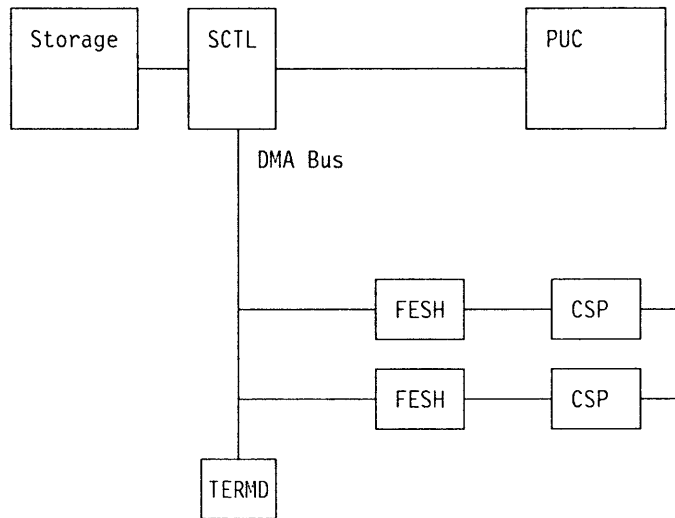 Storage
SCTL
PUC
DMA Bus
FESH
CSP
FESH
CSP
TERMD